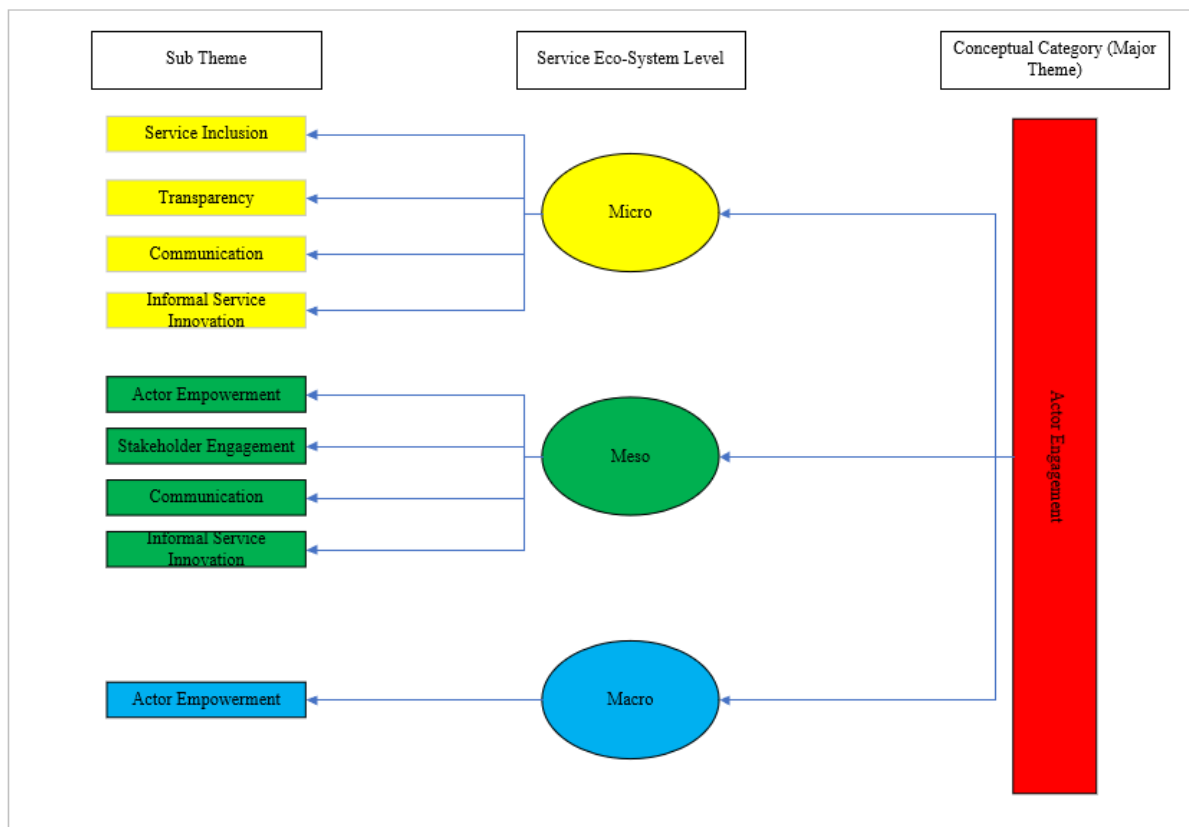 Sub Theme
Service Eco-System Level
Conceptual Category (Major
Theme)
Service Inclusion
Transparency
Communication
Informal Service
Innovation
Micro
Actor Empowerment
Stakeholder Engagement
Communication
Informal Service
Innovation
Meso
Actor Empowerment
Macro
Actor Engagement